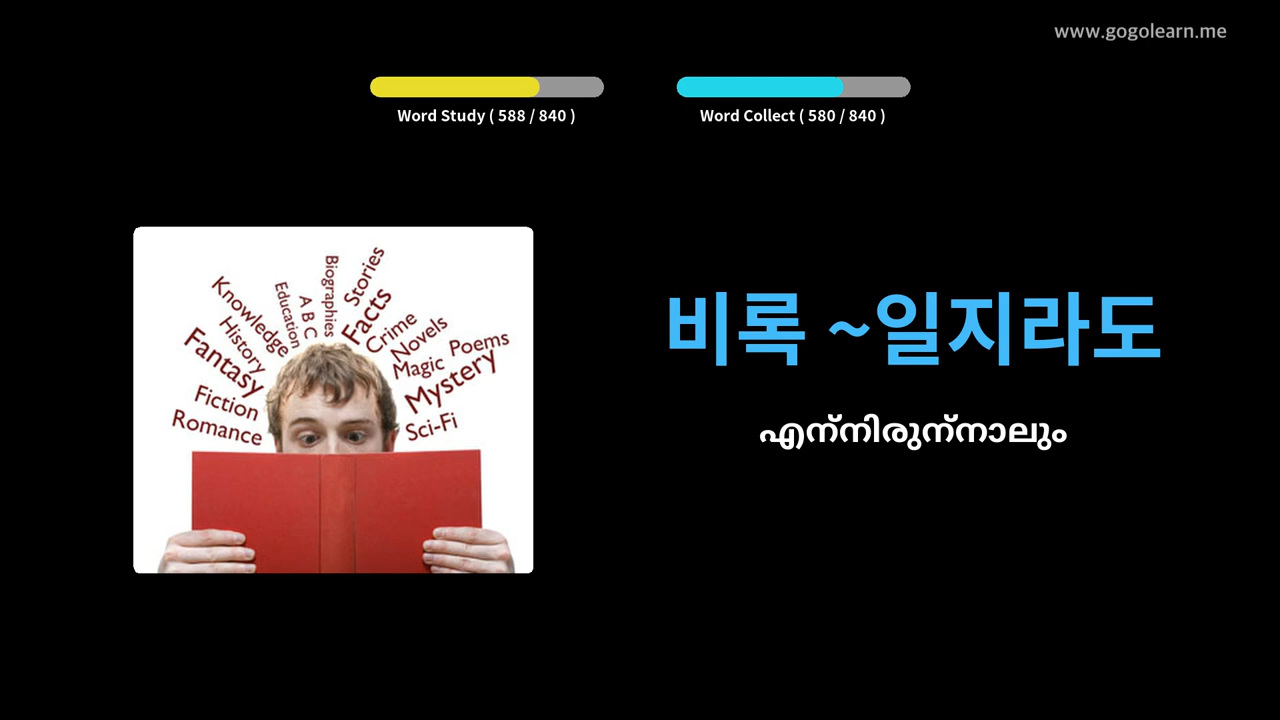 www.gogolearn.me
Word Study ( 588 / 840 )
Word Collect ( 580 / 840 )
Biographies
Stories
Education
A B C
Facts
Knowledge
Crime
History
Novels
Fantasy
Magic
Poems
Mystery
Fiction
Romance
Sci-Fi
비록 ~일지라도
എന്നിരുന്നാലും